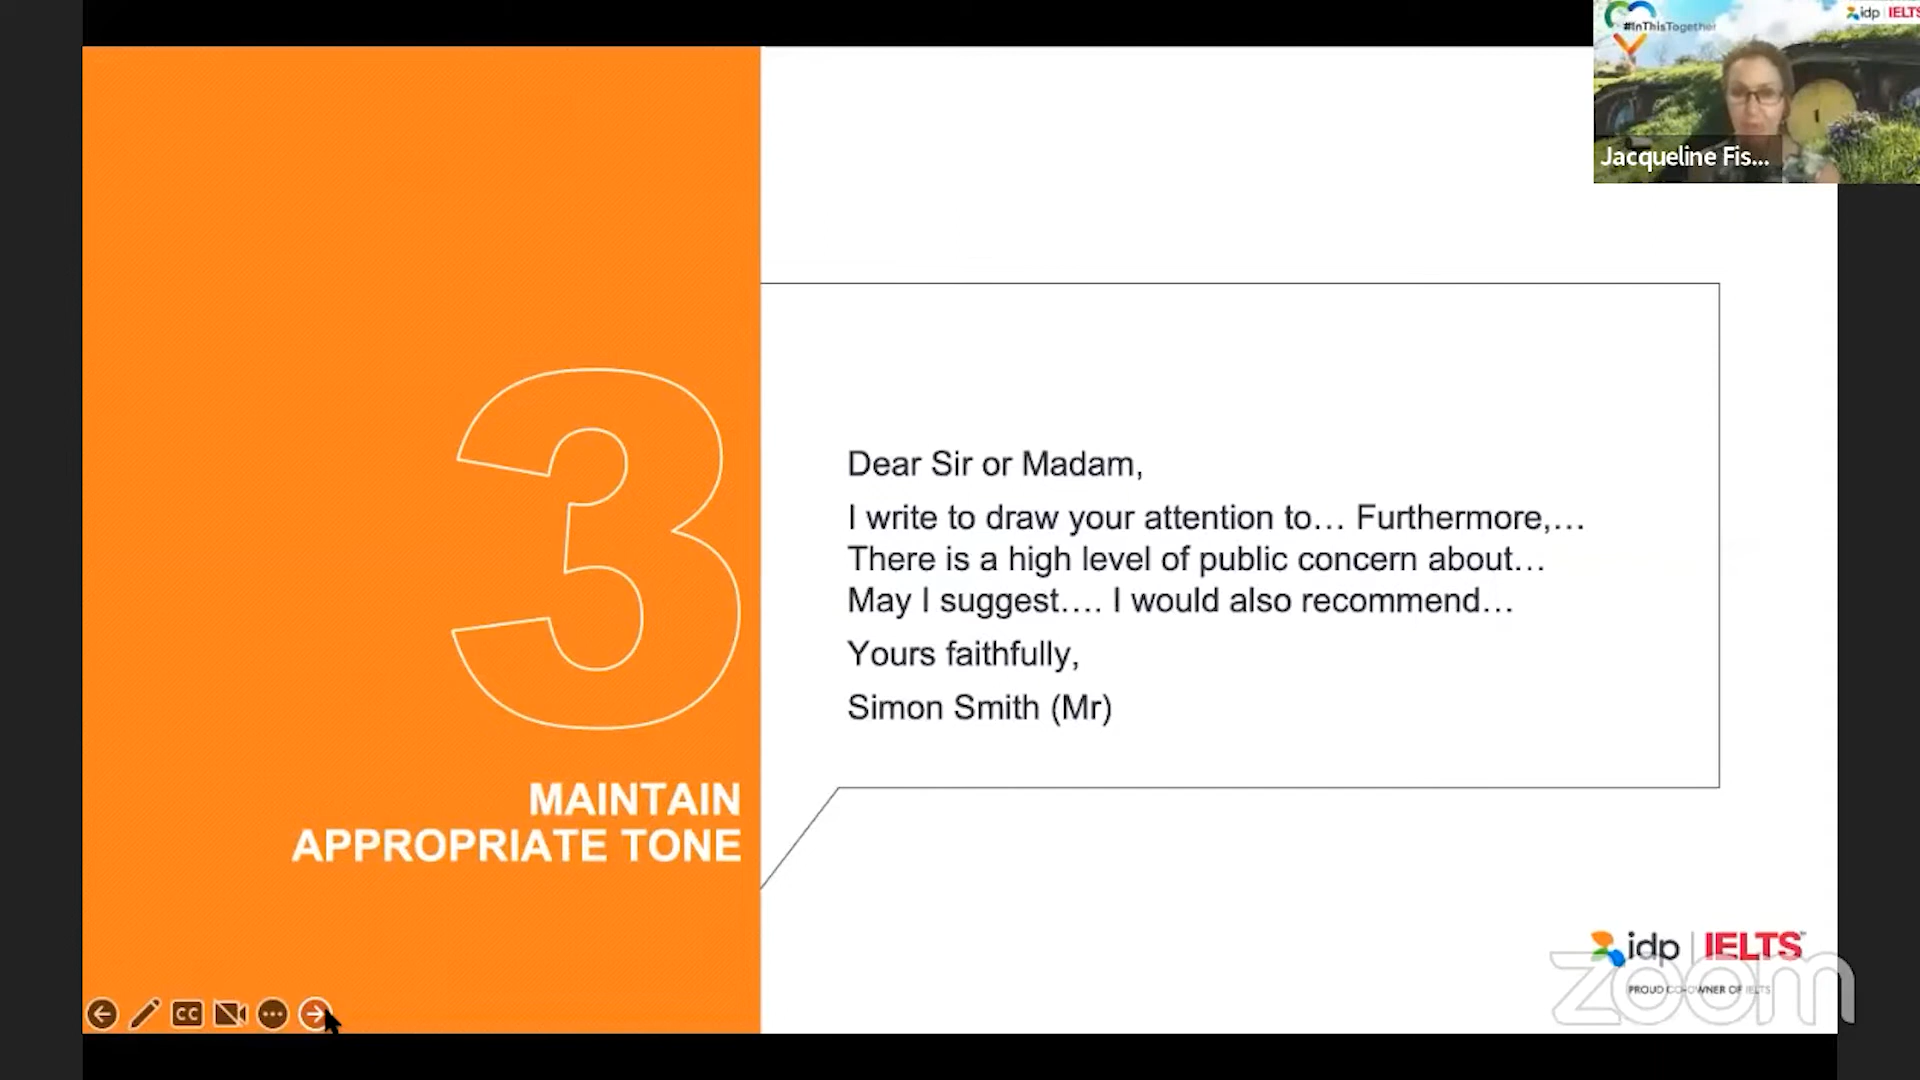 #InThisTogether
idp | IELTS
Jacqueline Fis...
3
MAINTAIN
APPROPRIATE TONE
Dear Sir or Madam,
I write to draw your attention to… Furthermore,…
There is a high level of public concern about…
May I suggest…. I would also recommend…
Yours faithfully,
Simon Smith (Mr)
idp | IELTS™
PROUD CO-OWNER OF IELTS
zoom
CC